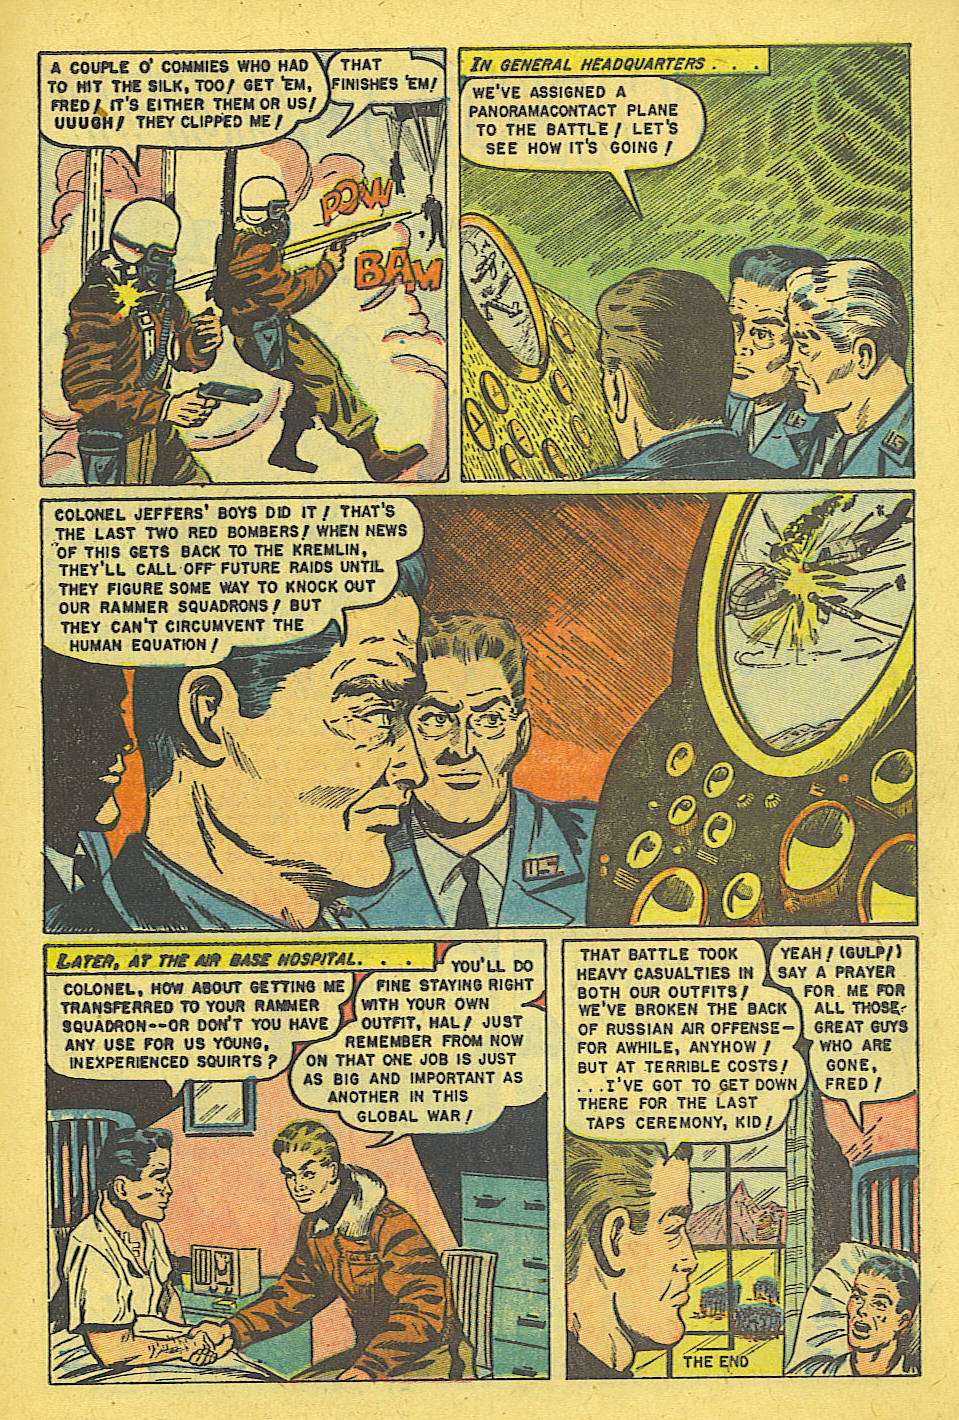 A COUPLE O' COMMIES WHO HAD
TO HIT THE SILK, TOO! GET 'EM,
FRED! IT'S EITHER THEM OR US!
UUUGH! THEY CLIPPED ME!
THAT
FINISHES 'EM!
POW
BAM
IN GENERAL HEADQUARTERS . . .
WE'VE ASSIGNED A
PANORAMACONTACT PLANE
TO THE BATTLE! LET'S
SEE HOW IT'S GOING!
US
COLONEL JEFFERS' BOYS DID IT! THAT'S
THE LAST TWO RED BOMBERS! WHEN NEWS
OF THIS GETS BACK TO THE KREMLIN,
THEY'LL CALL OFF FUTURE RAIDS UNTIL
THEY FIGURE SOME WAY TO KNOCK OUT
OUR RAMMER SQUADRONS! BUT
THEY CAN'T CIRCUMVENT THE
HUMAN EQUATION!
U.S.
LATER, AT THE AIR BASE HOSPITAL. . . .
COLONEL, HOW ABOUT GETTING ME
TRANSFERRED TO YOUR RAMMER
SQUADRON--OR DON'T YOU HAVE
ANY USE FOR US YOUNG,
INEXPERIENCED SQUIRTS?
YOU'LL DO
FINE STAYING RIGHT
WITH YOUR OWN
OUTFIT, HAL! JUST
REMEMBER FROM NOW
ON THAT ONE JOB IS JUST
AS BIG AND IMPORTANT AS
ANOTHER IN THIS
GLOBAL WAR!
THAT BATTLE TOOK
HEAVY CASUALTIES IN
BOTH OUR OUTFITS!
WE'VE BROKEN THE BACK
OF RUSSIAN AIR OFFENSE--
FOR AWHILE, ANYHOW!
BUT AT TERRIBLE COSTS!
...I'VE GOT TO GET DOWN
THERE FOR THE LAST
TAPS CEREMONY, KID!
YEAH! (GULP!)
SAY A PRAYER
FOR ME FOR
ALL THOSE
GREAT GUYS
WHO ARE
GONE,
FRED!
THE END